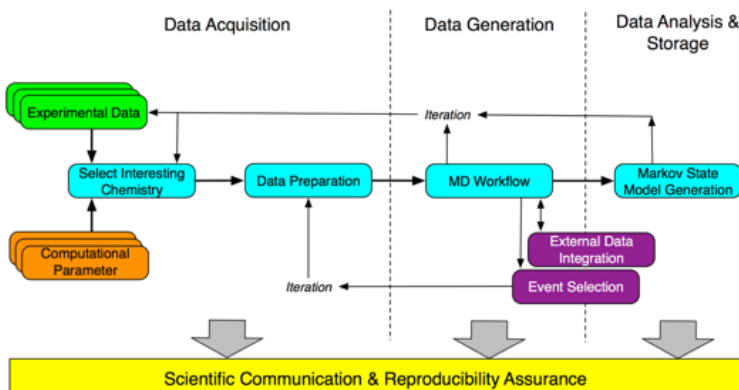 Data Acquisition
Data Generation
Data Analysis &
Storage
Experimental Data
Iteration
Select Interesting
Chemistry
Data Preparation
MD Workflow
Markov State
Model Generation
Computational
Parameter
External Data
Integration
Event Selection
Iteration
Scientific Communication & Reproducibility Assurance